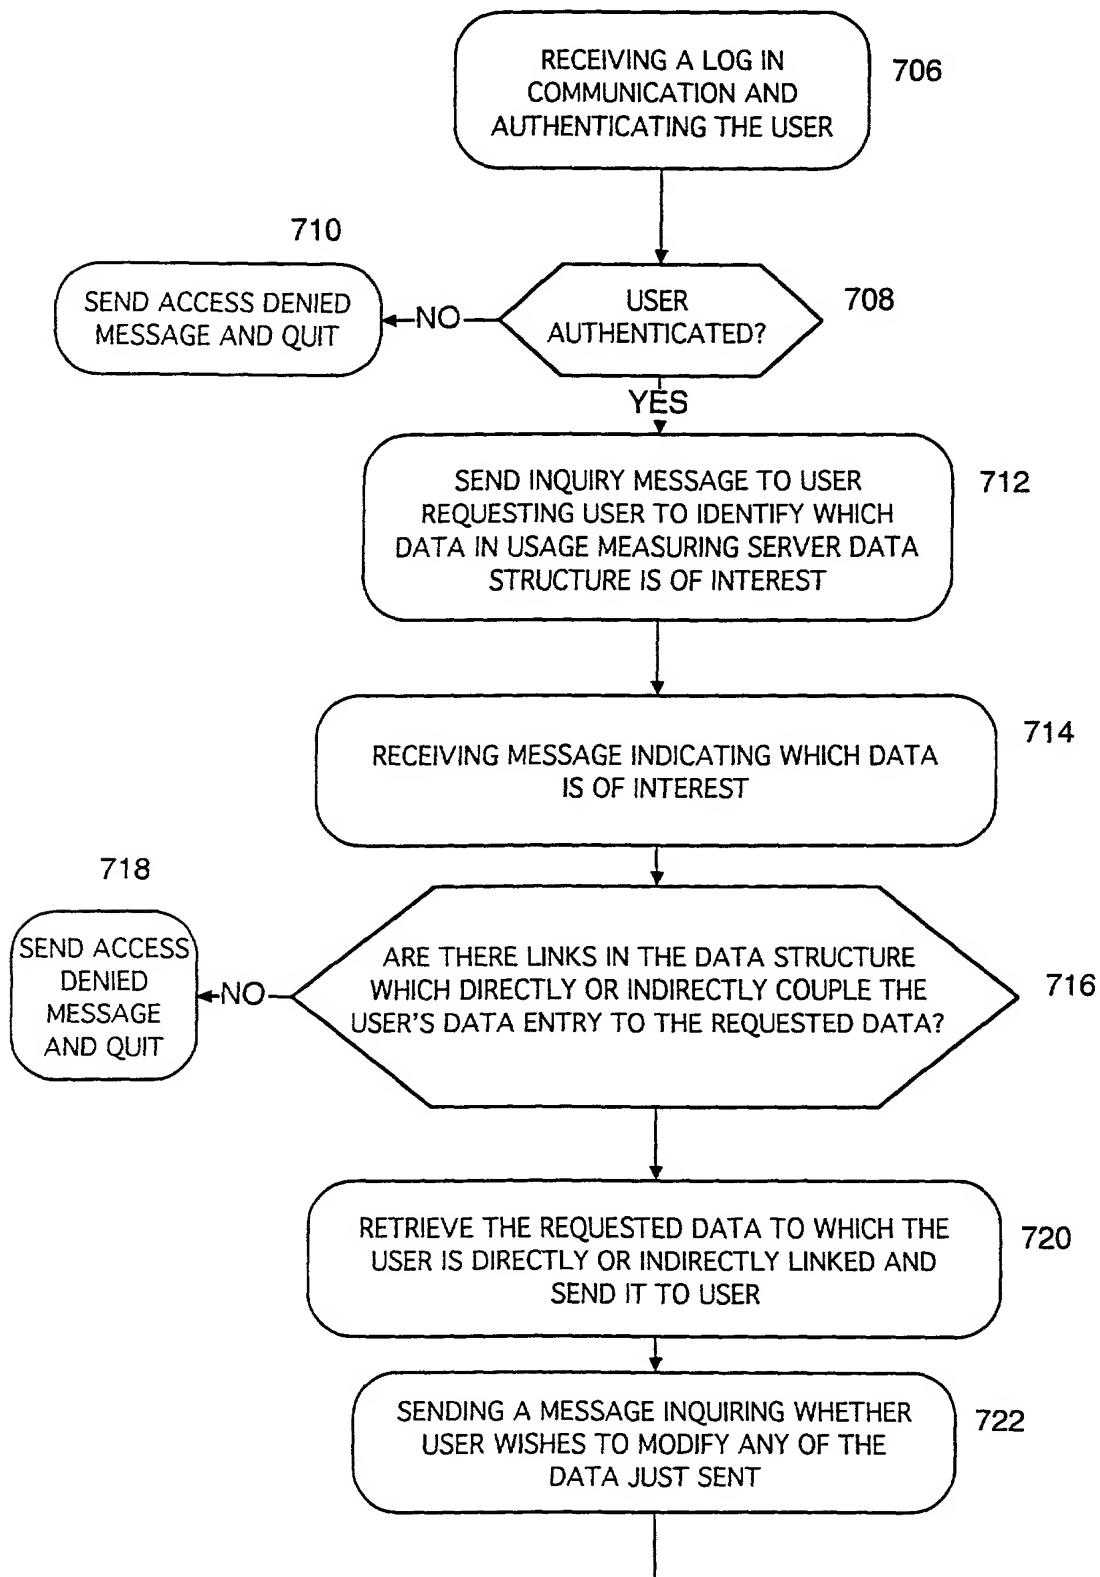 RECEIVING A LOG IN
COMMUNICATION AND
AUTHENTICATING THE USER
706
710
SEND ACCESS DENIED
MESSAGE AND QUIT
NO
USER
AUTHENTICATED?
708
YES
SEND INQUIRY MESSAGE TO USER
REQUESTING USER TO IDENTIFY WHICH
DATA IN USAGE MEASURING SERVER DATA
STRUCTURE IS OF INTEREST
712
RECEIVING MESSAGE INDICATING WHICH DATA
IS OF INTEREST
714
718
SEND ACCESS
DENIED
MESSAGE
AND QUIT
NO
ARE THERE LINKS IN THE DATA STRUCTURE
WHICH DIRECTLY OR INDIRECTLY COUPLE THE
USER'S DATA ENTRY TO THE REQUESTED DATA?
716
RETRIEVE THE REQUESTED DATA TO WHICH THE
USER IS DIRECTLY OR INDIRECTLY LINKED AND
SEND IT TO USER
720
SENDING A MESSAGE INQUIRING WHETHER
USER WISHES TO MODIFY ANY OF THE
DATA JUST SENT
722